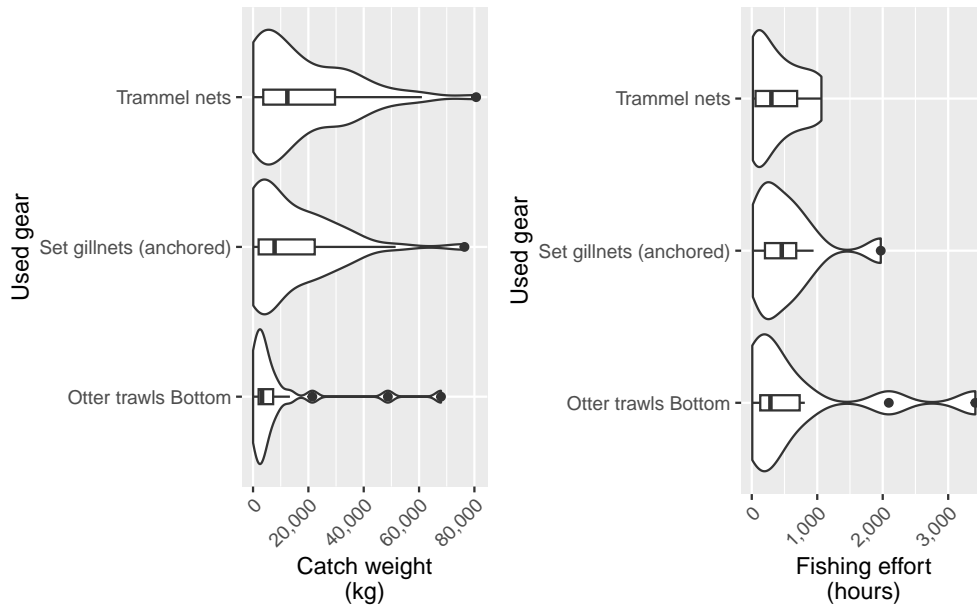 Used gear
Trammel nets
Set gillnets (anchored)
Otter trawls Bottom
0
20,000
40,000
60,000
80,000
Catch weight
(kg)
Used gear
Trammel nets
Set gillnets (anchored)
Otter trawls Bottom
0
1,000
2,000
3,000
Fishing effort
(hours)